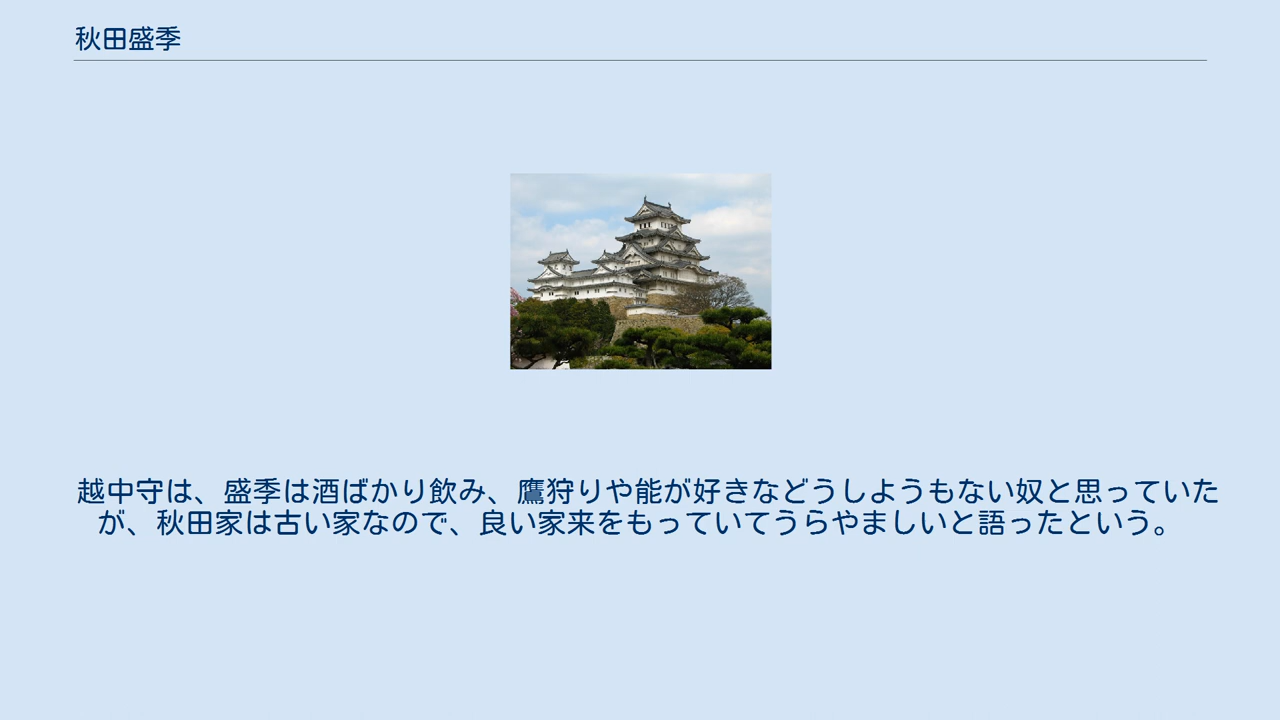 秋田盛季
越中守は、盛季は酒ばかり飲み、鷹狩りや能が好きなどうしようもない奴と思っていた
が、秋田家は古い家なので、良い家来をもっていてうらやましいと語ったという。